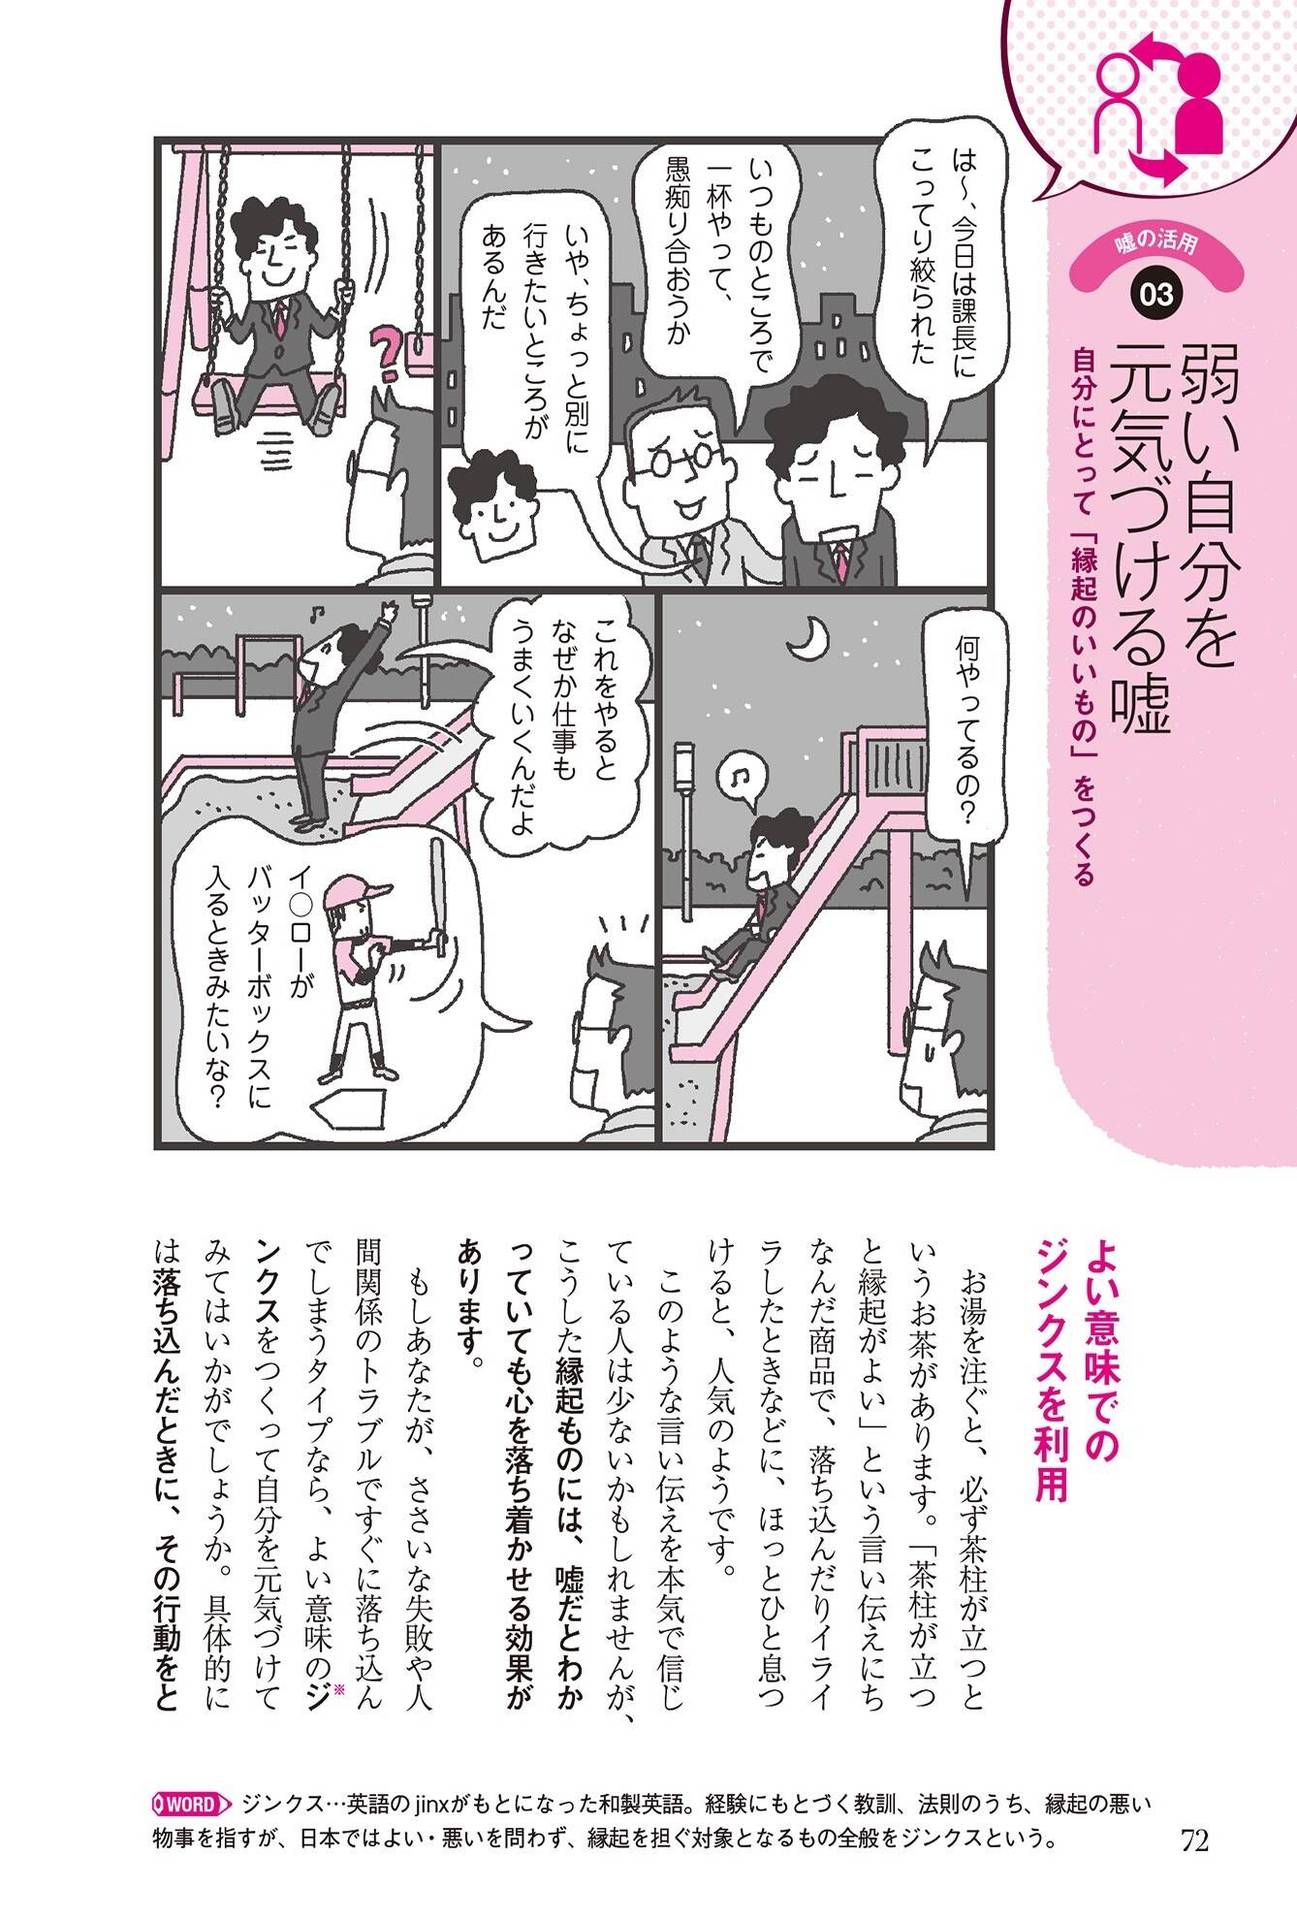 嘘の活用
03
弱い自分を
元気づける嘘
自分にとって「縁起のいいもの」をつくる
は～、今日は課長に
こってり絞られた
いつものところで
一杯やって、
愚痴り合おうか
いや、ちょっと別に
行きたいところが
あるんだ
?
何やってるの?
♫
♪
これをやると
なぜか仕事も
うまくいくんだよ
イ○ローが
バッターボックスに
入るときみたいな?
よい意味での
ジンクスを利用
お湯を注ぐと、必ず茶柱が立つと
いうお茶があります。「茶柱が立つ
と縁起がよい」という言い伝えにち
なんだ商品で、落ち込んだりイライ
ラしたときなどに、ほっとひと息つ
けると、人気のようです。
このような言い伝えを本気で信じ
ている人は少ないかもしれませんが、
こうした縁起ものには、嘘だとわか
っていても心を落ち着かせる効果が
あります。
もしあなたが、ささいな失敗や人
間関係のトラブルですぐに落ち込ん
でしまうタイプなら、よい意味のジ※
ンクスをつくって自分を元気づけて
みてはいかがでしょうか。具体的に
は落ち込んだときに、その行動をと
WORD ジンクス…英語のjinxがもとになった和製英語。経験にもとづく教訓、法則のうち、縁起の悪い
物事を指すが、日本ではよい・悪いを問わず、縁起を担ぐ対象となるもの全般をジンクスという。
72